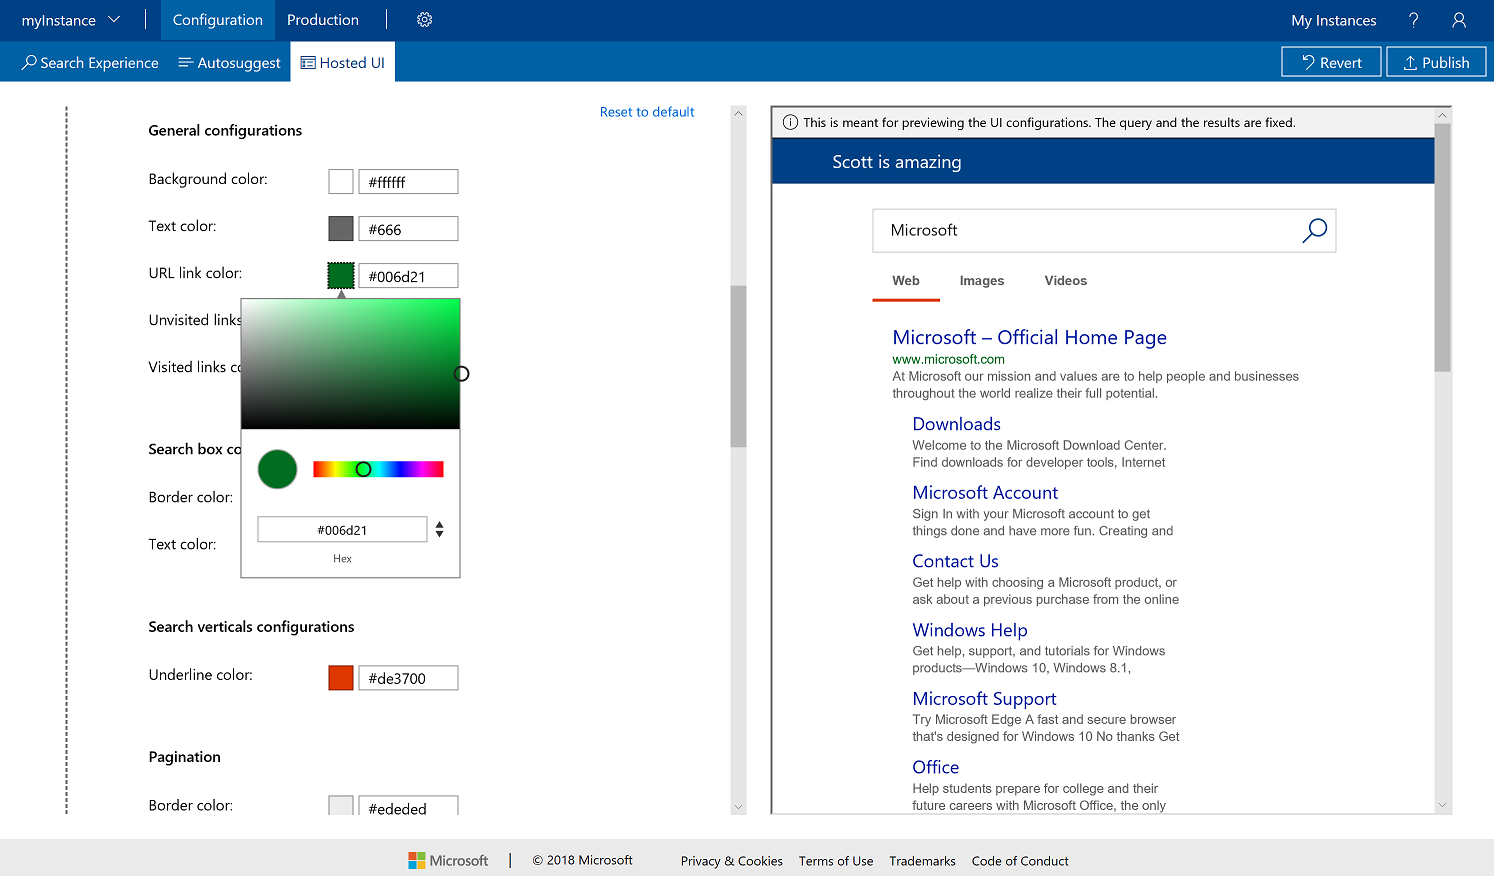 myInstance
Configuration
Production
My Instances
?
Search Experience
Autosuggest
Hosted UI
Revert
Publish
Reset to default
General configurations
Background color:
#ffffff
Text color:
#666
URL link color:
#006d21
Unvisited links
Visited links co
Search box co
Border color:
Text color:
#006d21
Hex
Search verticals configurations
Underline color:
#de3700
Pagination
Border color:
#ededed
This is meant for previewing the UI configurations. The query and the results are fixed.
Scott is amazing
Microsoft
Web
Images
Videos
Microsoft – Official Home Page
www.microsoft.com
At Microsoft our mission and values are to help people and businesses
throughout the world realize their full potential.
Downloads
Welcome to the Microsoft Download Center.
Find downloads for developer tools, Internet
Microsoft Account
Sign In with your Microsoft account to get
things done and have more fun. Creating and
Contact Us
Get help with choosing a Microsoft product, or
ask about a previous purchase from the online
Windows Help
Get help, support, and tutorials for Windows
products—Windows 10, Windows 8.1,
Microsoft Support
Try Microsoft Edge A fast and secure browser
that's designed for Windows 10 No thanks Get
Office
Help students prepare for college and their
future careers with Microsoft Office, the only
Microsoft
© 2018 Microsoft
Privacy & Cookies
Terms of Use
Trademarks
Code of Conduct